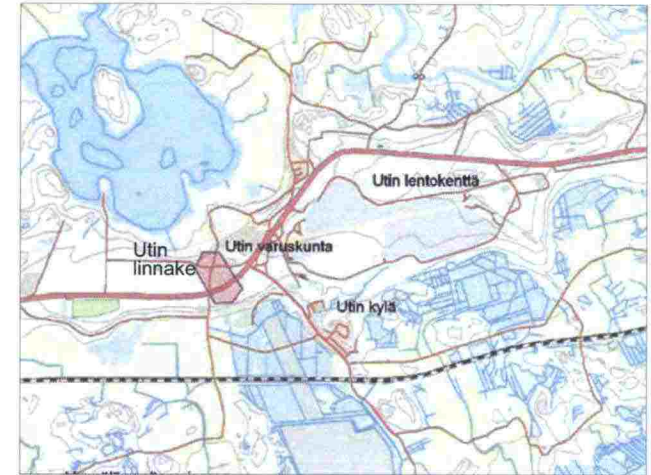 Utin lentokenttä
Utin varuskunta
Utin
linnake
Utin kylä